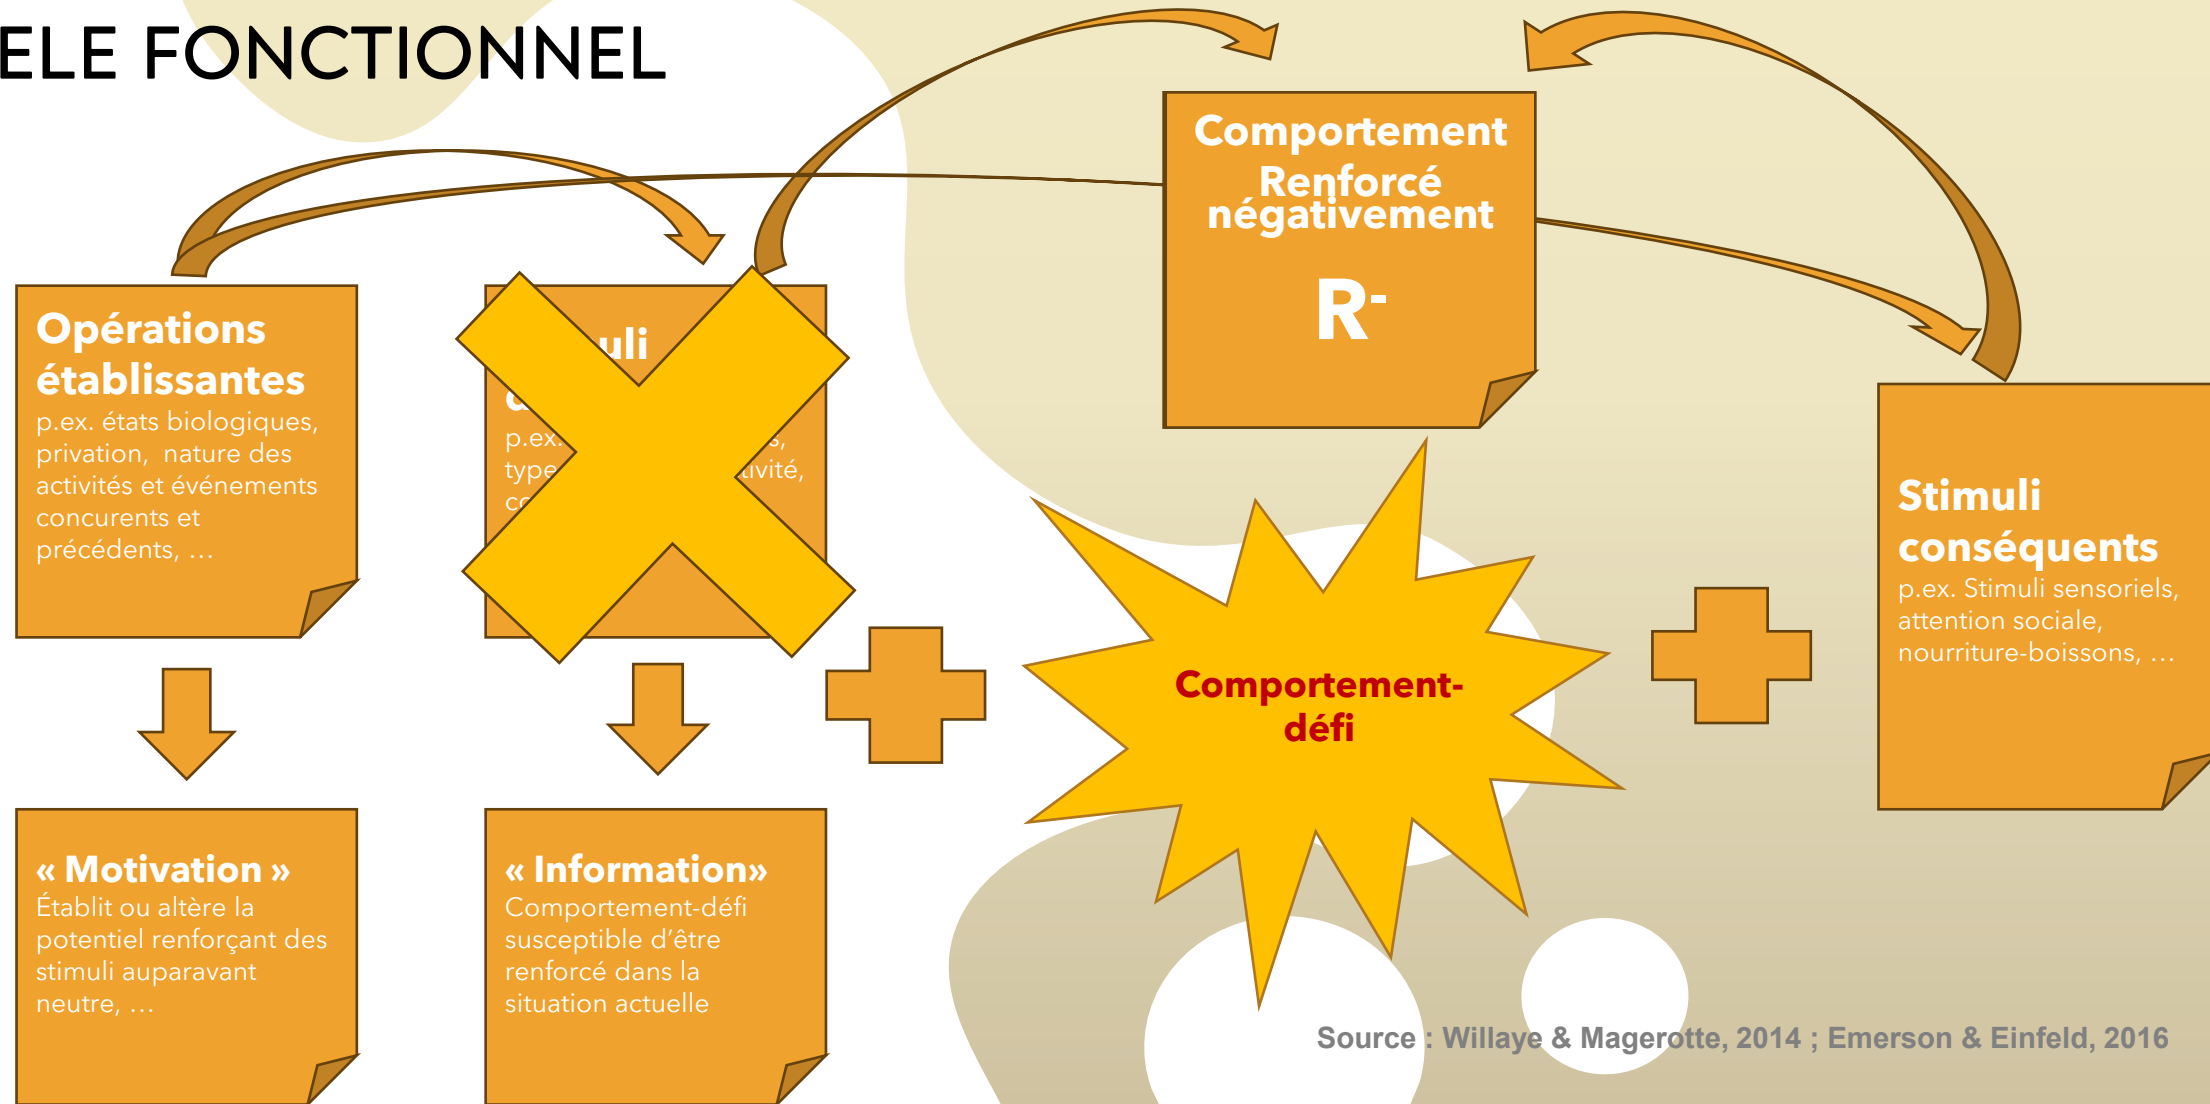 ELE FONCTIONNEL
Comportement
Renforcé
négativement
R-
Opérations
établissantes
p.ex. états biologiques,
privation, nature des
activités et événements
concurents et
précédents, …
uli
p.ex.
type
ivité,
Stimuli
conséquents
p.ex. Stimuli sensoriels,
attention sociale,
nourriture-boissons, …
Comportement-
défi
« Motivation »
Établit ou altère la
potentiel renforçant des
stimuli auparavant
neutre, …
« Information»
Comportement-défi
susceptible d’être
renforcé dans la
situation actuelle
Source : Willaye & Magerotte, 2014 ; Emerson & Einfeld, 2016